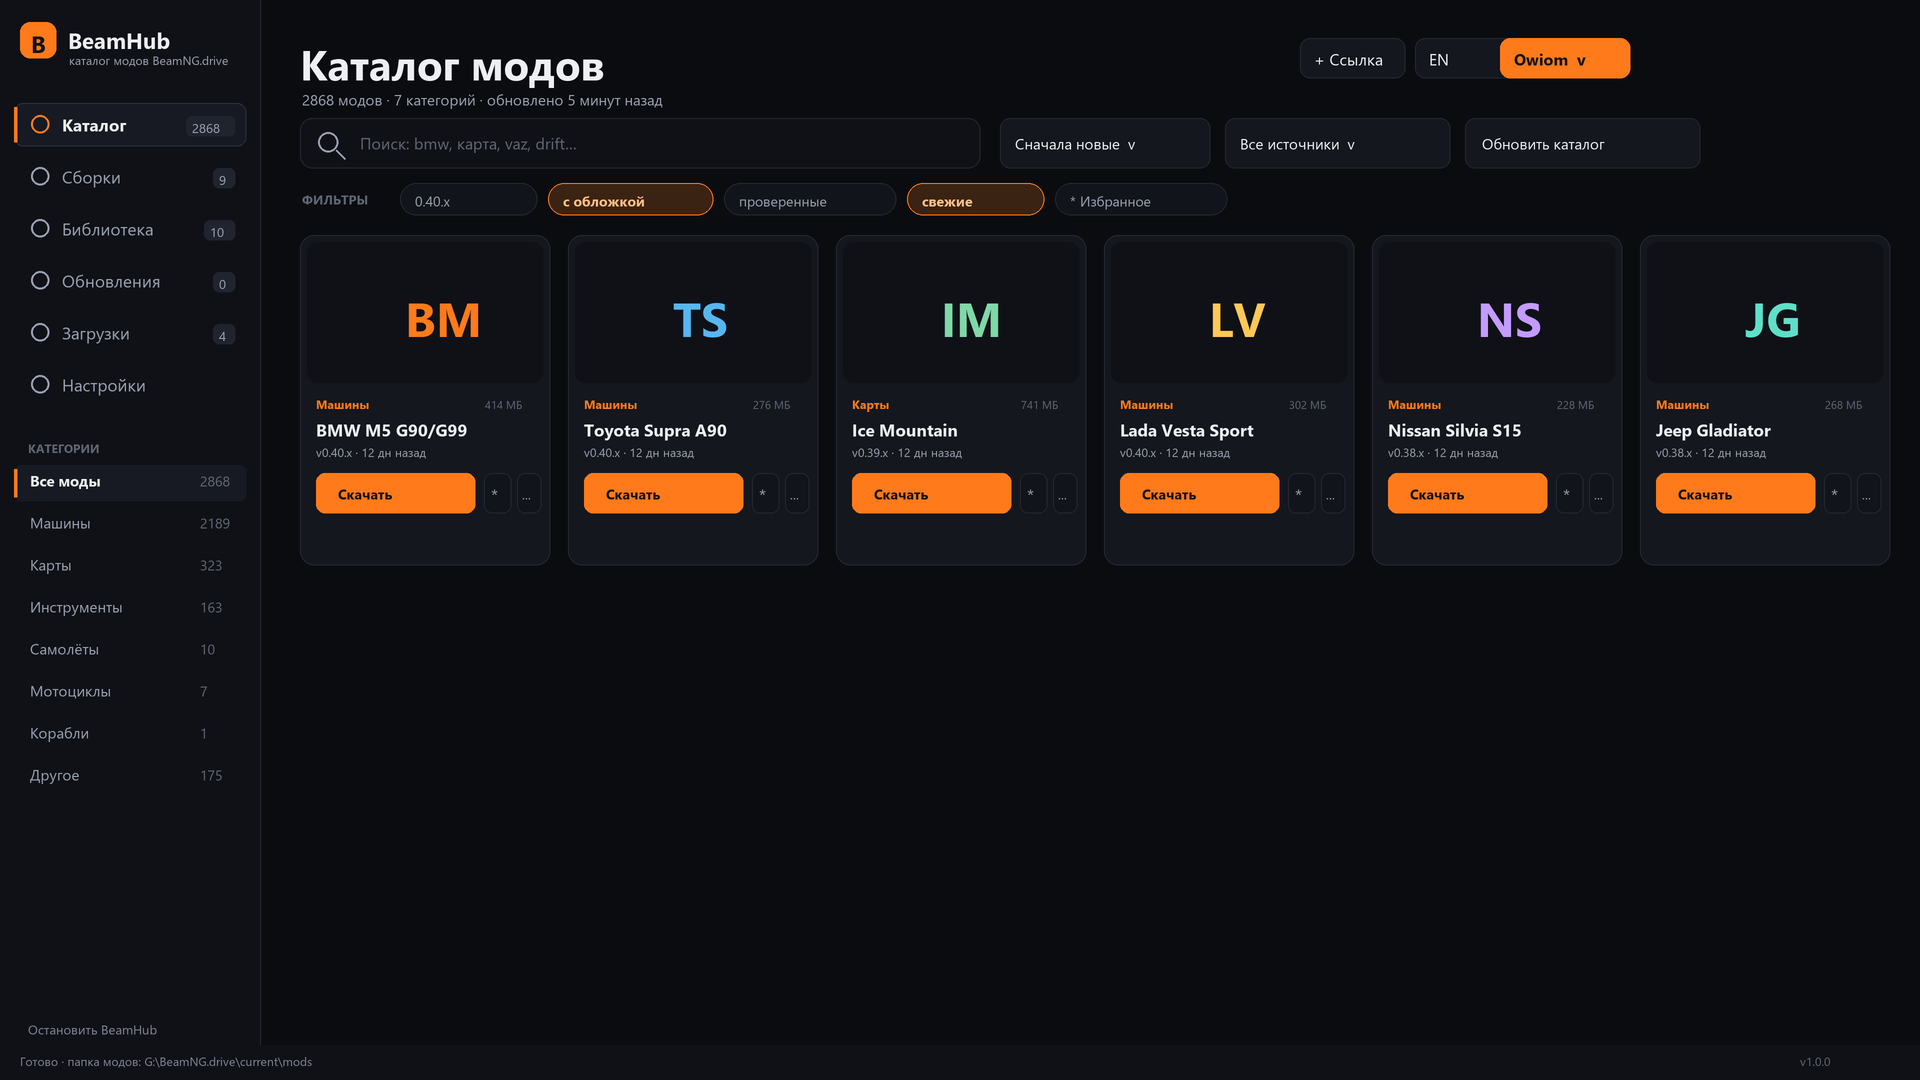 B
BeamHub
каталог модов BeamNG.drive
Каталог 2868
Сборки 9
Библиотека 10
Обновления 0
Загрузки 4
Настройки
КАТЕГОРИИ
Все моды 2868
Машины 2189
Карты 323
Инструменты 163
Самолёты 10
Мотоциклы 7
Корабли 1
Другое 175
Остановить BeamHub
Каталог модов
2868 модов · 7 категорий · обновлено 5 минут назад
+ Ссылка EN Owiom v
Поиск: bmw, карта, vaz, drift...
Сначала новые v Все источники v Обновить каталог
ФИЛЬТРЫ 0.40.x с обложкой проверенные свежие * Избранное
BM
Машины 414 МБ
BMW M5 G90/G99
v0.40.x · 12 дн назад
Скачать * ...
TS
Машины 276 МБ
Toyota Supra A90
v0.40.x · 12 дн назад
Скачать * ...
IM
Карты 741 МБ
Ice Mountain
v0.39.x · 12 дн назад
Скачать * ...
LV
Машины 302 МБ
Lada Vesta Sport
v0.40.x · 12 дн назад
Скачать * ...
NS
Машины 228 МБ
Nissan Silvia S15
v0.38.x · 12 дн назад
Скачать * ...
JG
Машины 268 МБ
Jeep Gladiator
v0.38.x · 12 дн назад
Скачать * ...
Готово · папка модов: G:\BeamNG.drive\current\mods
v1.0.0